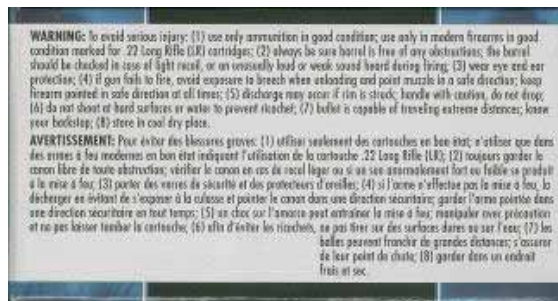 WARNING: To avoid serious injury: (1) use only ammunition in good condition; use only in modern firearms in good
condition marked for .22 Long Rifle (LR) cartridges; (2) always be sure barrel is free of any obstructions; the barrel
should be checked in case of light recoil, or an unusually loud or weak sound heard during firing; (3) wear eye and ear
protection; (4) if gun fails to fire, avoid exposure to breech when unloading and point muzzle in a safe direction; keep
firearm pointed in safe direction at all times; (5) discharge may occur if rim is struck; handle with caution, do not drop;
(6) do not shoot at hard surfaces or water to prevent ricochet; (7) bullet is capable of traveling extreme distances; know
your backstop; (8) store in cool dry place.
AVERTISSEMENT: Pour éviter des blessures graves: (1) utiliser seulement des cartouches en bon état; n'utiliser que dans
des armes à feu modernes en bon état indiquant l'utilisation de la cartouche .22 Long Rifle (LR); (2) toujours garder le
canon libre de toute obstruction; vérifier le canon en cas de recul léger ou si un son anormalement fort ou faible se produit
à la mise à feu; (3) porter des verres de sécurité et des protecteurs d'oreilles; (4) si l'arme n'effectue pas la mise à feu, la
décharger en évitant de s'exposer à la culasse et pointer le canon dans une direction sécuritaire; garder l'arme pointée dans
une direction sécuritaire en tout temps; (5) un choc sur l'amorce peut entraîner la mise à feu; manipuler avec précaution
et ne pas laisser tomber la cartouche; (6) afin d'éviter les ricochets, ne pas tirer sur des surfaces dures ou sur l'eau; (7) les
balles peuvent franchir de grandes distances; s'assurer
de leur point de chute; (8) garder dans un endroit
frais et sec.